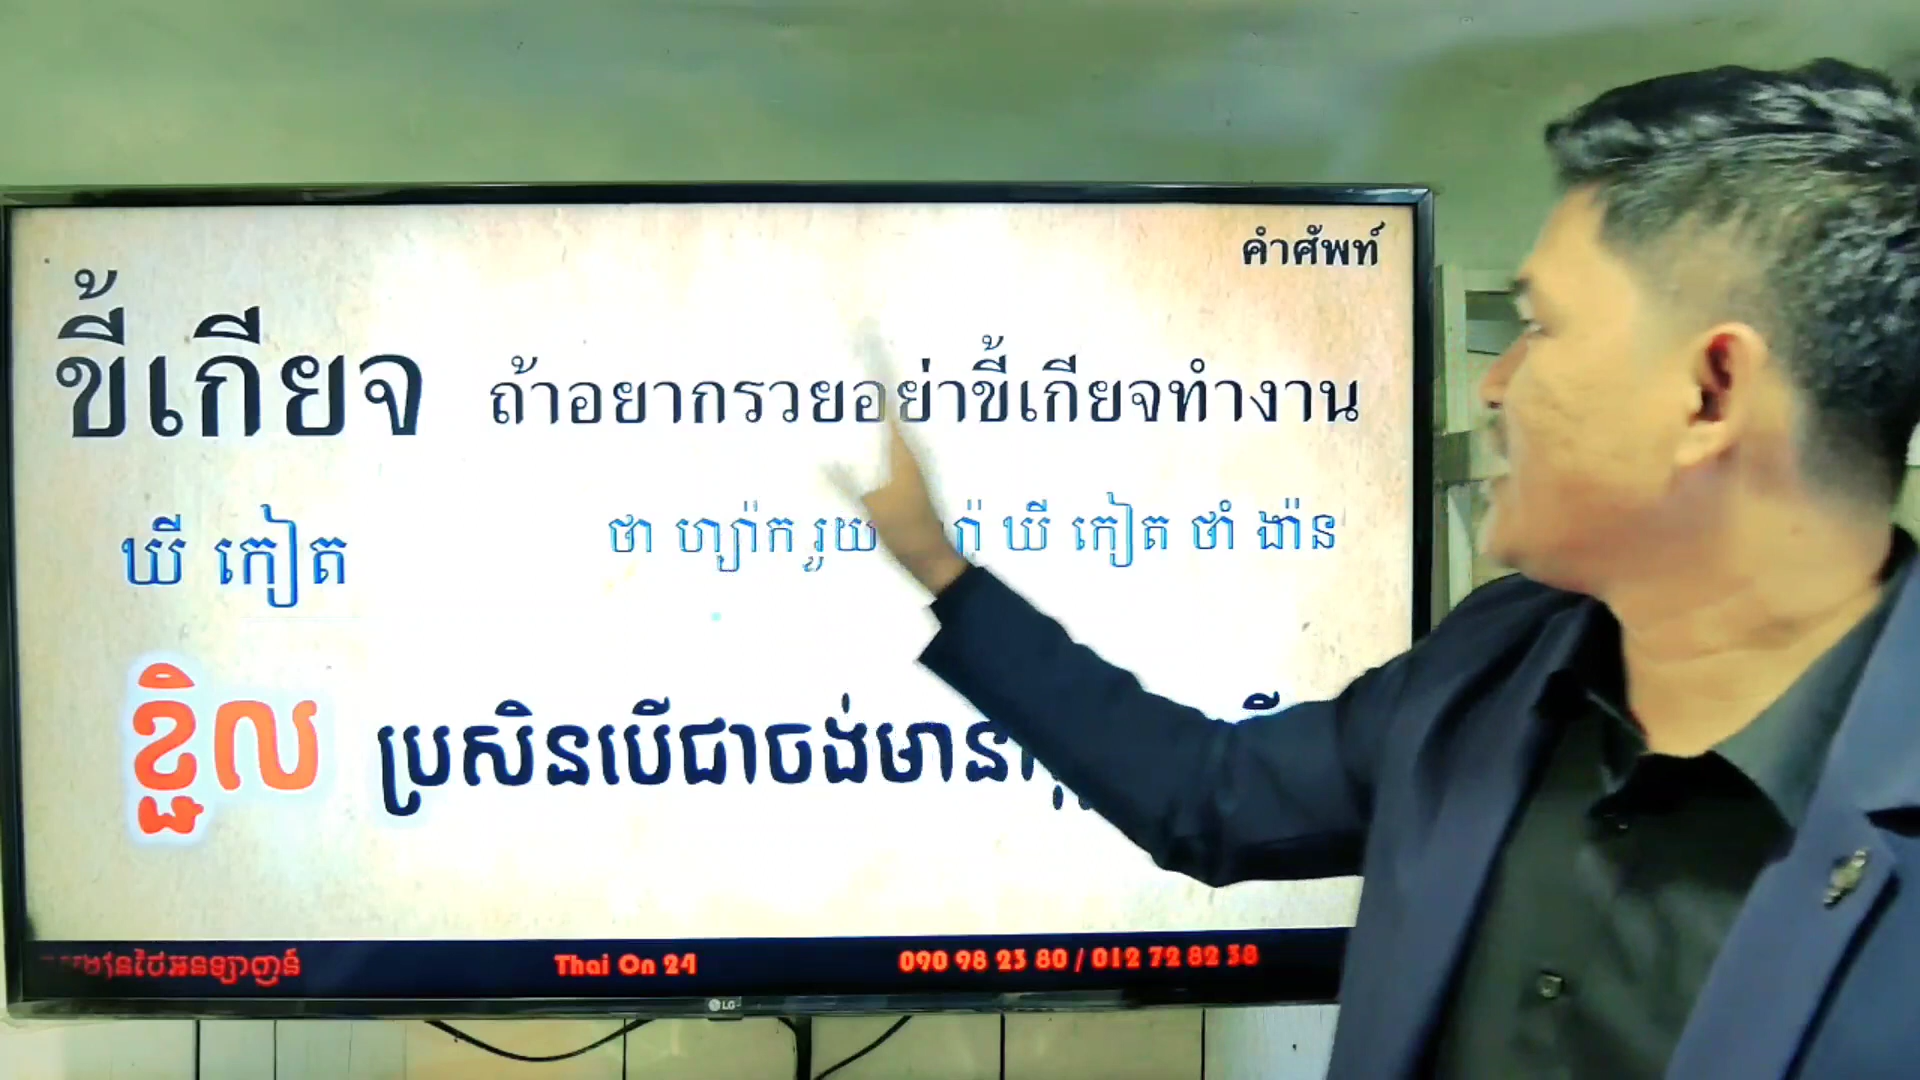 คำศัพท์
ขี้เกียจ ถ้าอยากรวยอย่าขี้เกียจทำงาน
ឃី កៀត ថា ហ្យ៉ាក រួយ ឃី កៀត ថាំ ង៉ាន
ខ្ជិល ប្រសិនបើជាចង់មាន
Thai On 24 090 98 23 80 / 012 72 82 38
LG